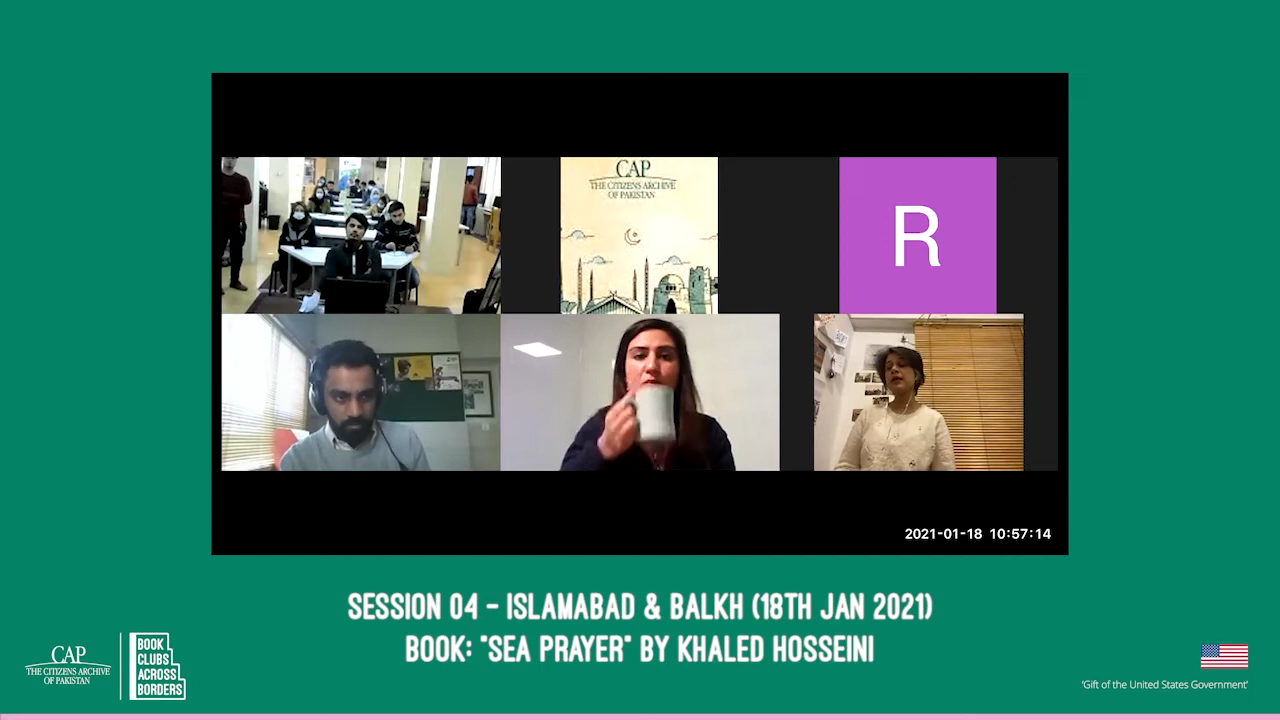 CAP
THE CITIZENS ARCHIVE
OF PAKISTAN
R
2021-01-18 10:57:14
SESSION 04 - ISLAMABAD & BALKH (18TH JAN 2021)
BOOK: "SEA PRAYER" BY KHALED HOSSEINI
CAP
THE CITIZENS ARCHIVE
OF PAKISTAN
BOOK
CLUBS
ACROSS
BORDERS
'Gift of the United States Government'